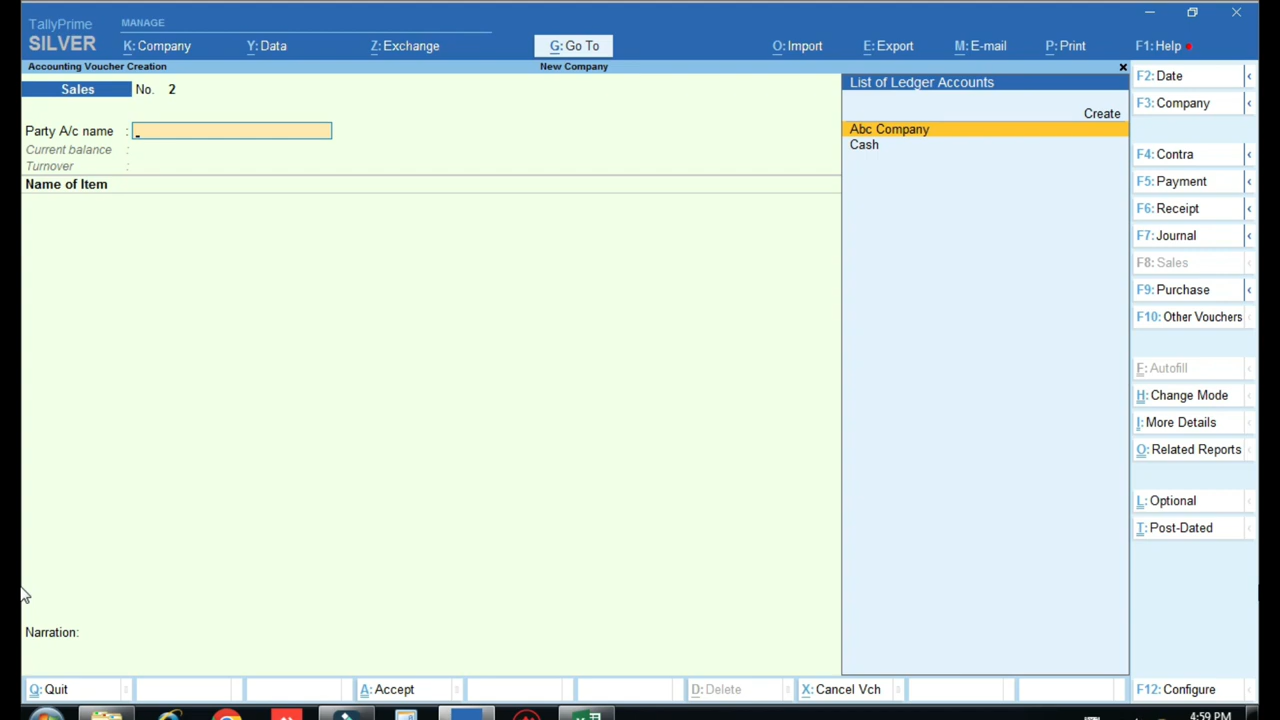 TallyPrime
SILVER
MANAGE
K: Company
Y: Data
Z: Exchange
G: Go To
O: Import
E: Export
M: E-mail
P: Print
F1: Help
Accounting Voucher Creation
New Company
Sales No. 2
Party A/c name :
Current balance :
Turnover :
Name of Item
Narration:
List of Ledger Accounts
Create
Abc Company
Cash
F2: Date
F3: Company
F4: Contra
F5: Payment
F6: Receipt
F7: Journal
F8: Sales
F9: Purchase
F10: Other Vouchers
F: Autofill
H: Change Mode
I: More Details
O: Related Reports
L: Optional
T: Post-Dated
Q: Quit
A: Accept
D: Delete
X: Cancel Vch
F12: Configure
4:59 PM